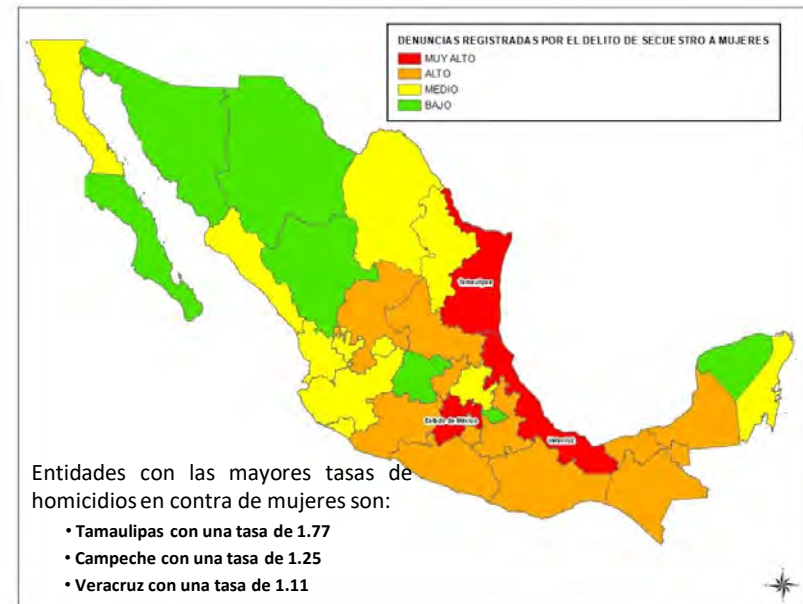 DENUNCIAS REGISTRADAS POR EL DELITO DE SECUESTRO A MUJERES
MUY ALTO
ALTO
MEDIO
BAJO
Tamaulipas
Estado de México
Veracruz
Entidades con las mayores tasas de
homicidios en contra de mujeres son:
• Tamaulipas con una tasa de 1.77
• Campeche con una tasa de 1.25
• Veracruz con una tasa de 1.11